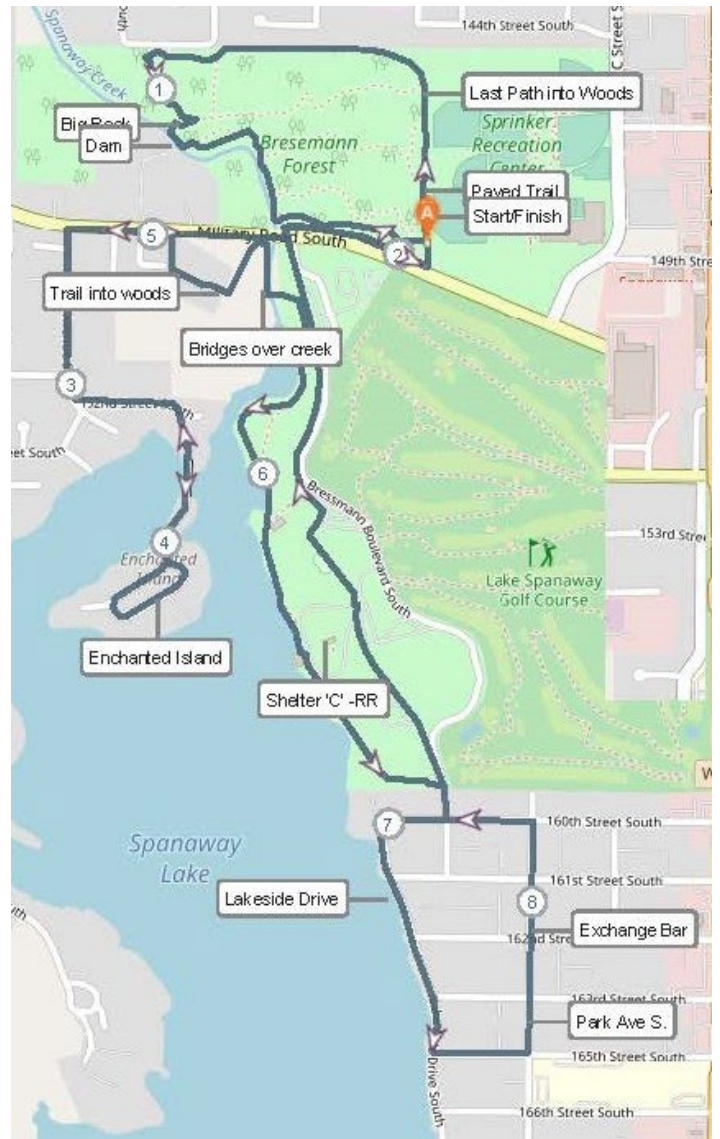 144th Street South
C Street S
Spanaway Creek
1
Last Path into Woods
Big Rock
Dam
Bresemann
Forest
Sprinker
Recreation
Center
Paved Trail
A
Start/Finish
5
Military Road South
2
149th Street
Trail into woods
Bridges over creek
3
152nd Street South
eet South
6
Bressmann Boulevard South
4
Enchanted
Island
153rd Street
Lake Spanaway
Golf Course
Enchanted Island
Shelter 'C' -RR
W
7
160th Street South
Spanaway
Lake
161st Street South
Lakeside Drive
8
Exchange Bar
162nd Stre
163rd Street South
Park Ave S.
165th Street South
Drive South
166th Street South